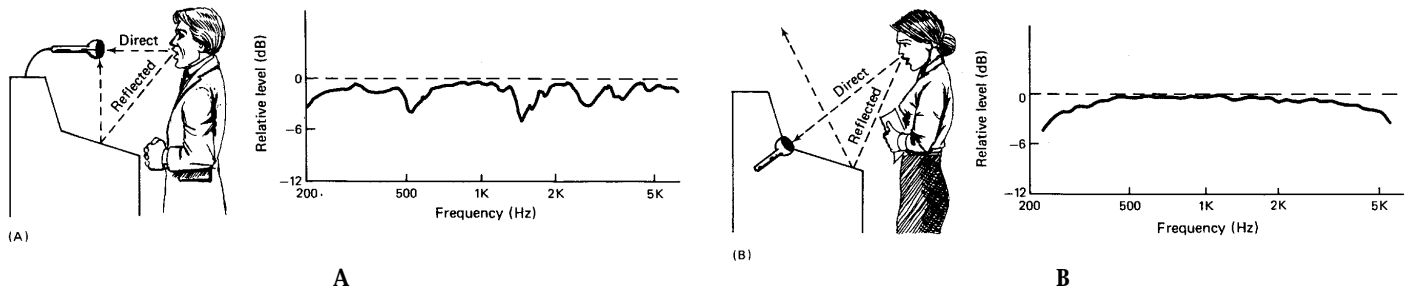 Direct
Reflected
(A)
Relative level (dB)
0
−6
−12
200.
500
1K
2K
5K
Frequency (Hz)
A
Direct
Reflected
(B)
Relative level (dB)
0
−6
−12
200
500
1K
2K
5K
Frequency (Hz)
B